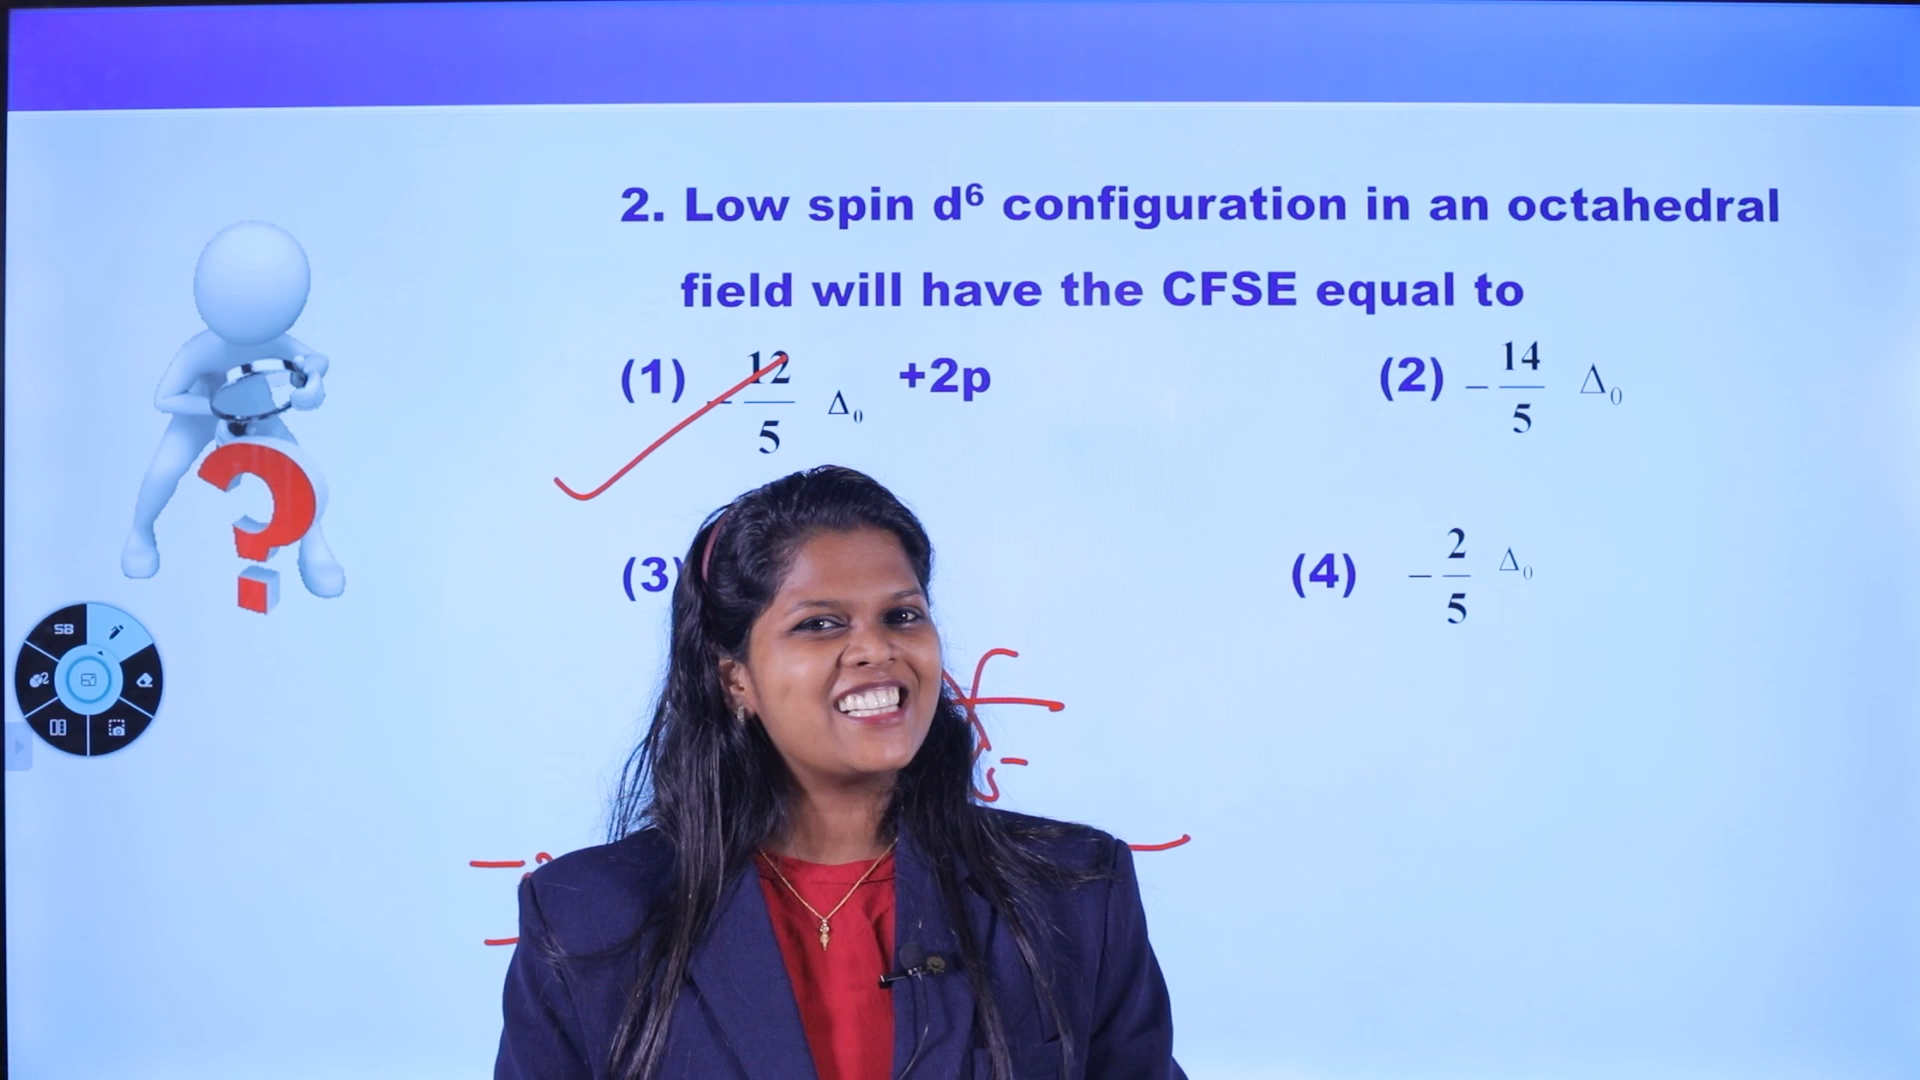 2. Low spin d⁶ configuration in an octahedral
field will have the CFSE equal to
(1) -12/5 Δ₀ +2p (2) -14/5 Δ₀
(3) (4) -2/5 Δ₀
SB